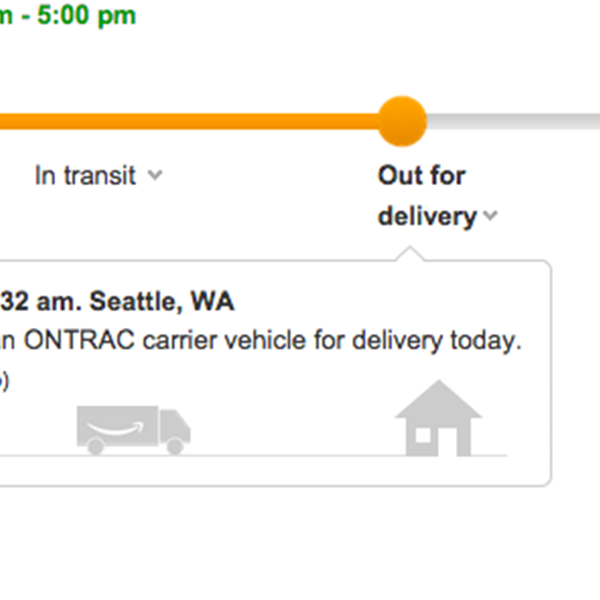 - 5:00 pm
In transit
Out for
delivery
32 am. Seattle, WA
ONTRAC carrier vehicle for delivery today.
)